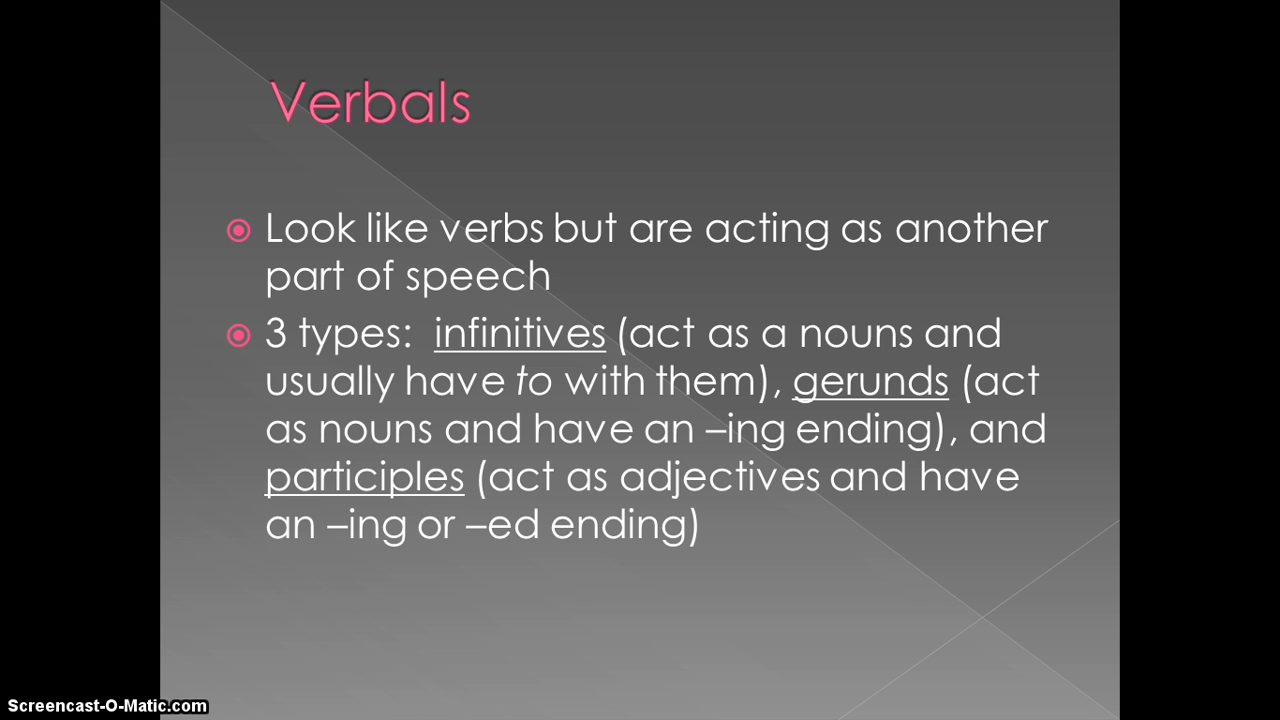 Verbals
Look like verbs but are acting as another
part of speech
3 types: infinitives (act as a nouns and
usually have to with them), gerunds (act
as nouns and have an –ing ending), and
participles (act as adjectives and have
an –ing or –ed ending)
Screencast-O-Matic.com